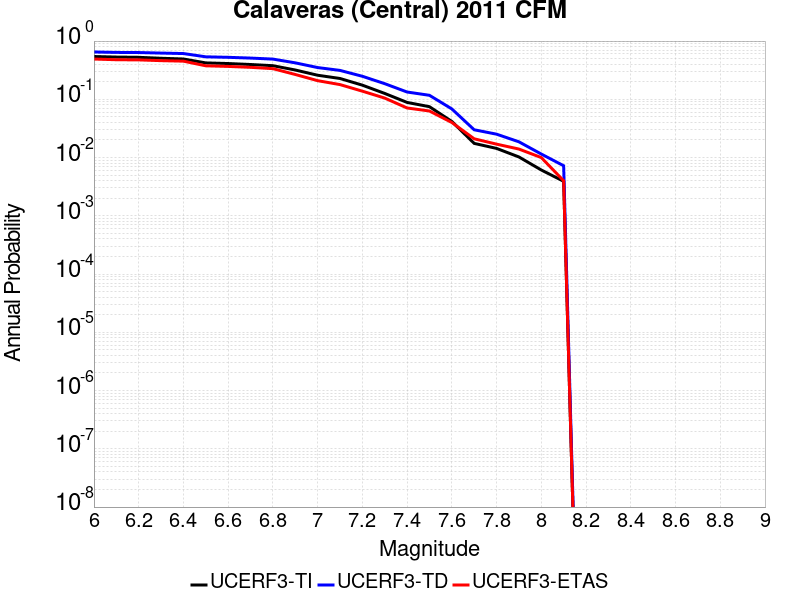 Calaveras (Central) 2011 CFM
10^0
10^-1
10^-2
10^-3
10^-4
10^-5
10^-6
10^-7
10^-8
Annual Probability
6 6.2 6.4 6.6 6.8 7 7.2 7.4 7.6 7.8 8 8.2 8.4 8.6 8.8 9
Magnitude
UCERF3-TI UCERF3-TD UCERF3-ETAS